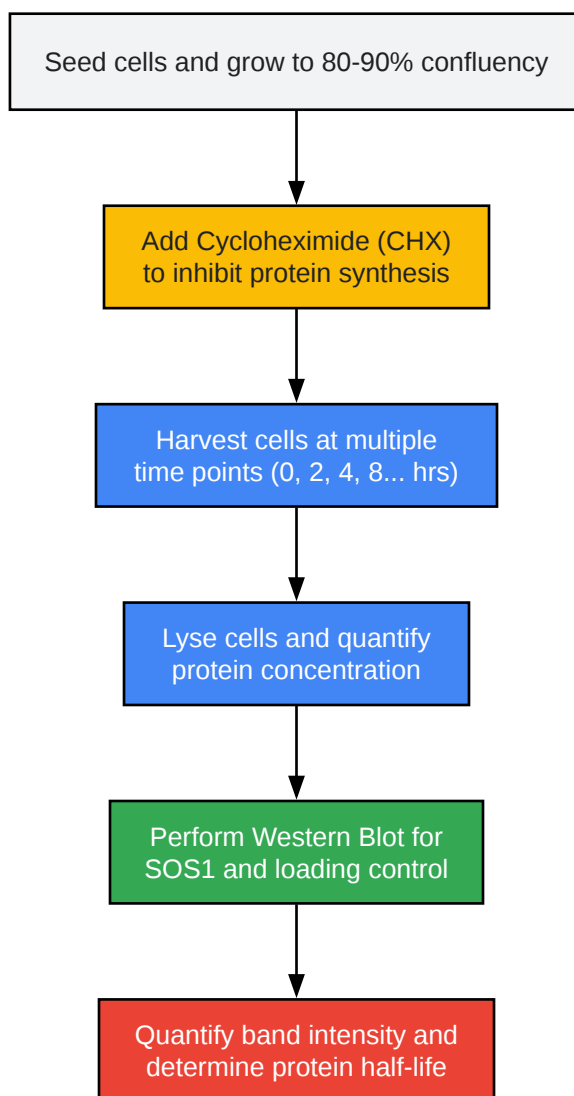 Seed cells and grow to 80-90% confluency
Add Cycloheximide (CHX)
to inhibit protein synthesis
Harvest cells at multiple
time points (0, 2, 4, 8... hrs)
Lyse cells and quantify
protein concentration
Perform Western Blot for
SOS1 and loading control
Quantify band intensity and
determine protein half-life